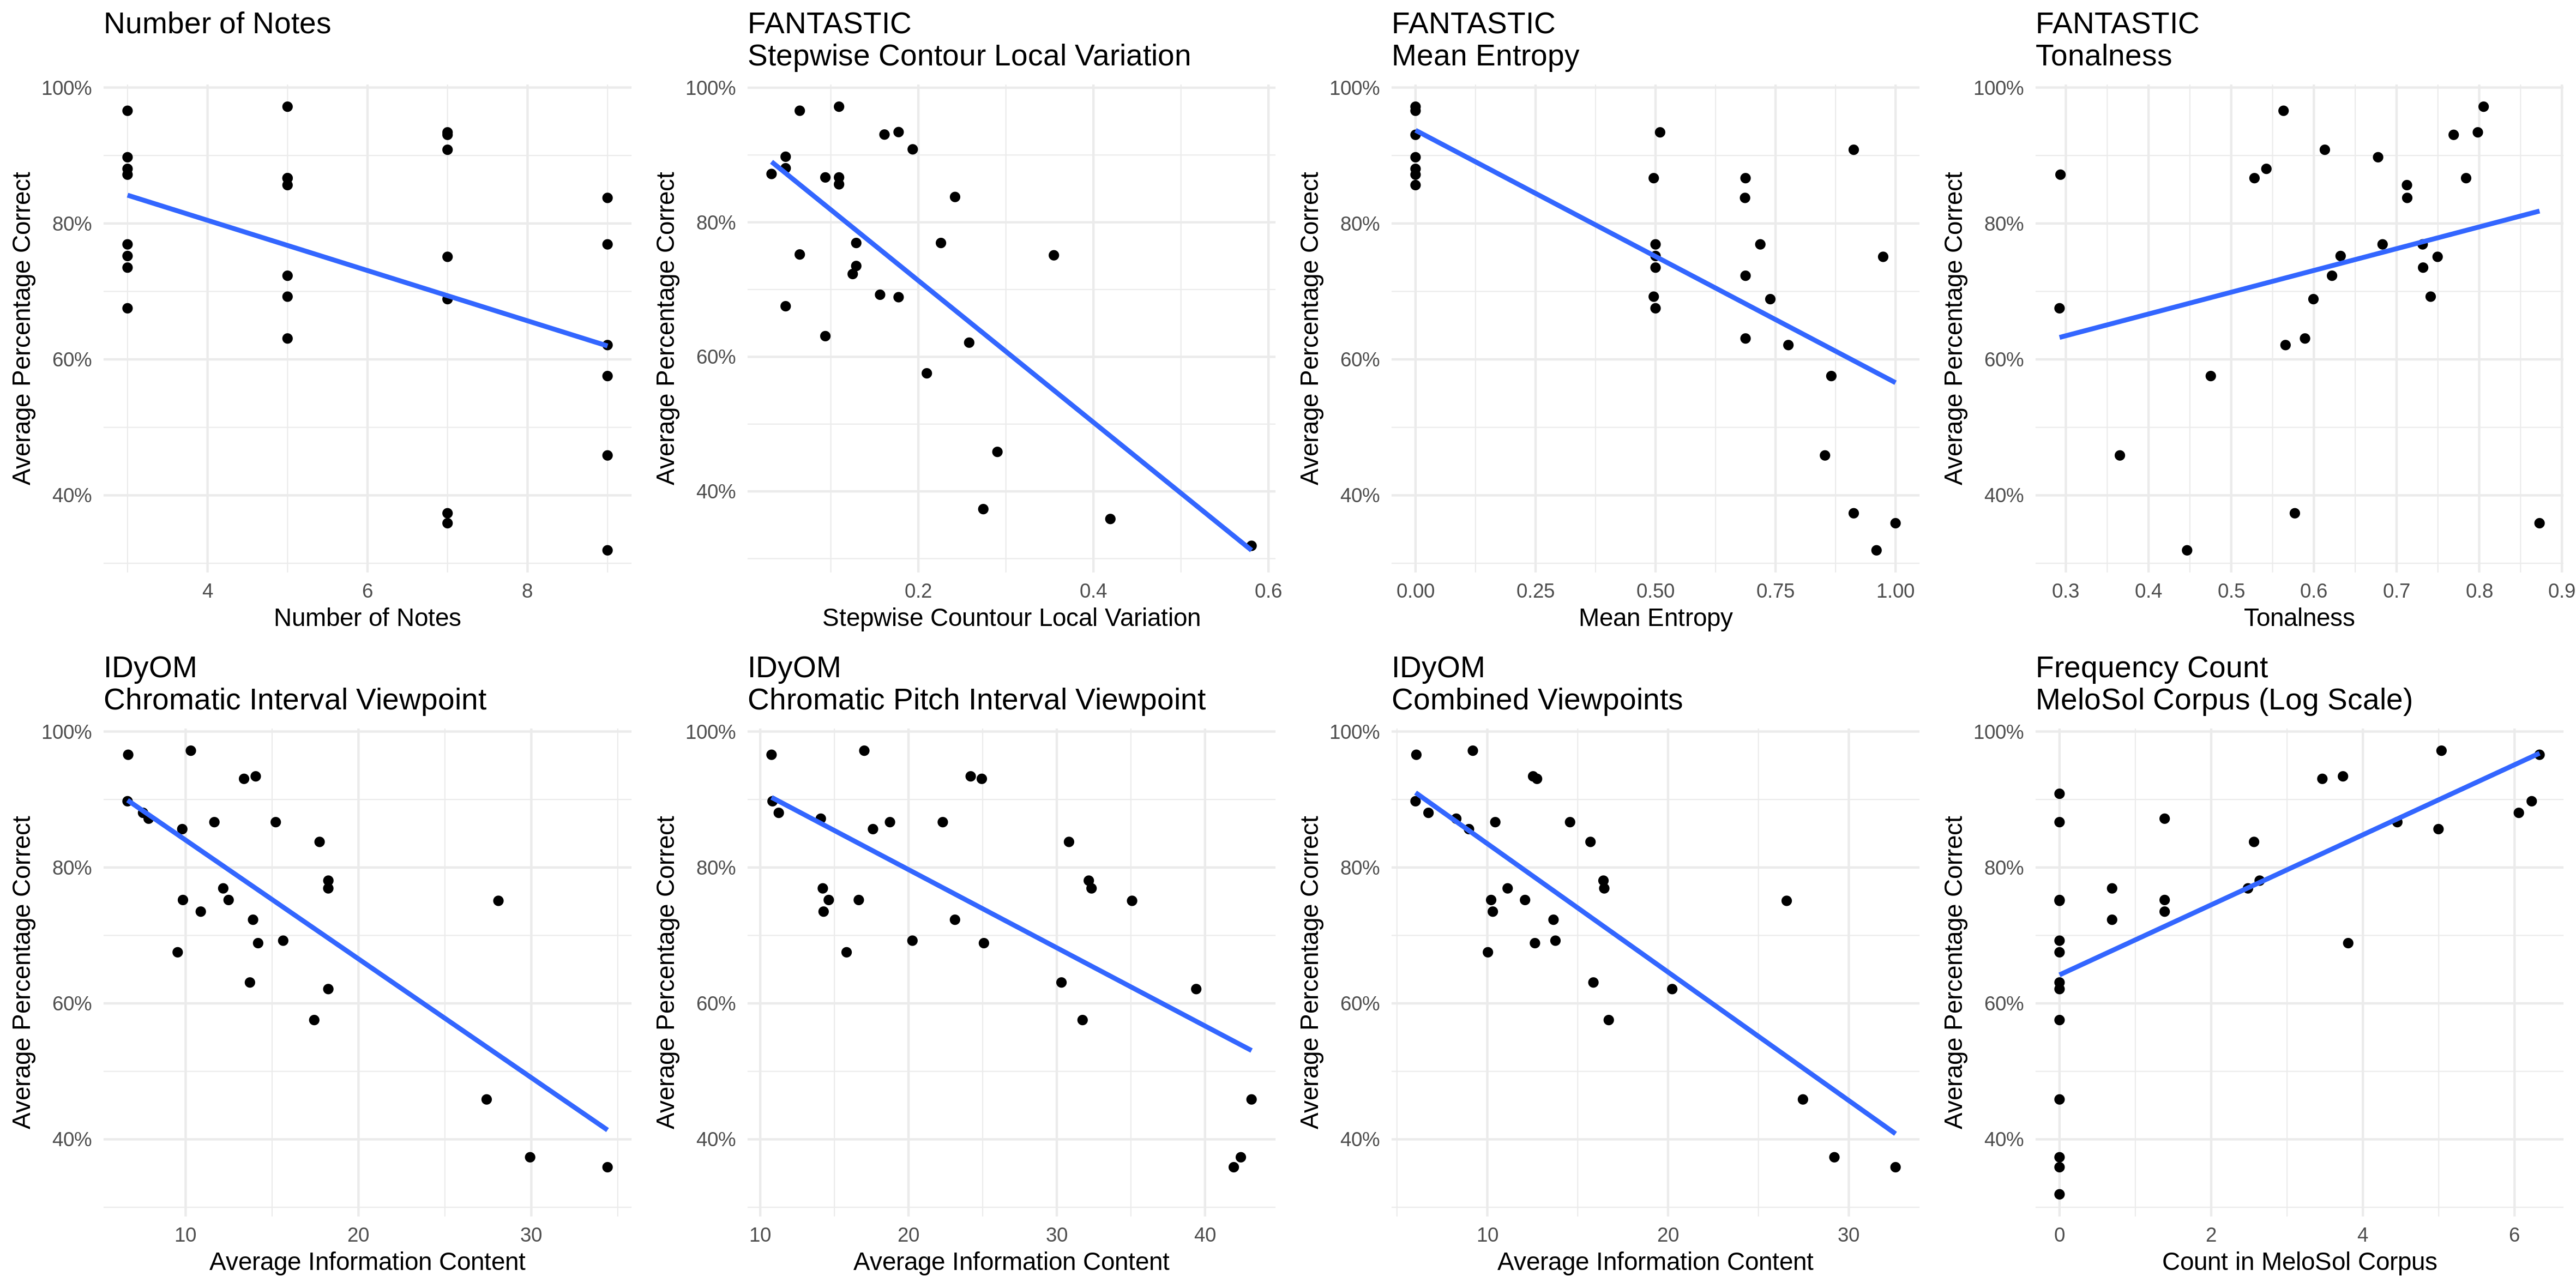 Number of Notes
Average Percentage Correct
100%
80%
60%
40%
4 6 8
Number of Notes
FANTASTIC
Stepwise Contour Local Variation
Average Percentage Correct
100%
80%
60%
40%
0.2 0.4 0.6
Stepwise Countour Local Variation
FANTASTIC
Mean Entropy
Average Percentage Correct
100%
80%
60%
40%
0.00 0.25 0.50 0.75 1.00
Mean Entropy
FANTASTIC
Tonalness
Average Percentage Correct
100%
80%
60%
40%
0.3 0.4 0.5 0.6 0.7 0.8 0.9
Tonalness
IDyOM
Chromatic Interval Viewpoint
Average Percentage Correct
100%
80%
60%
40%
10 20 30
Average Information Content
IDyOM
Chromatic Pitch Interval Viewpoint
Average Percentage Correct
100%
80%
60%
40%
10 20 30 40
Average Information Content
IDyOM
Combined Viewpoints
Average Percentage Correct
100%
80%
60%
40%
10 20 30
Average Information Content
Frequency Count
MeloSol Corpus (Log Scale)
Average Percentage Correct
100%
80%
60%
40%
0 2 4 6
Count in MeloSol Corpus